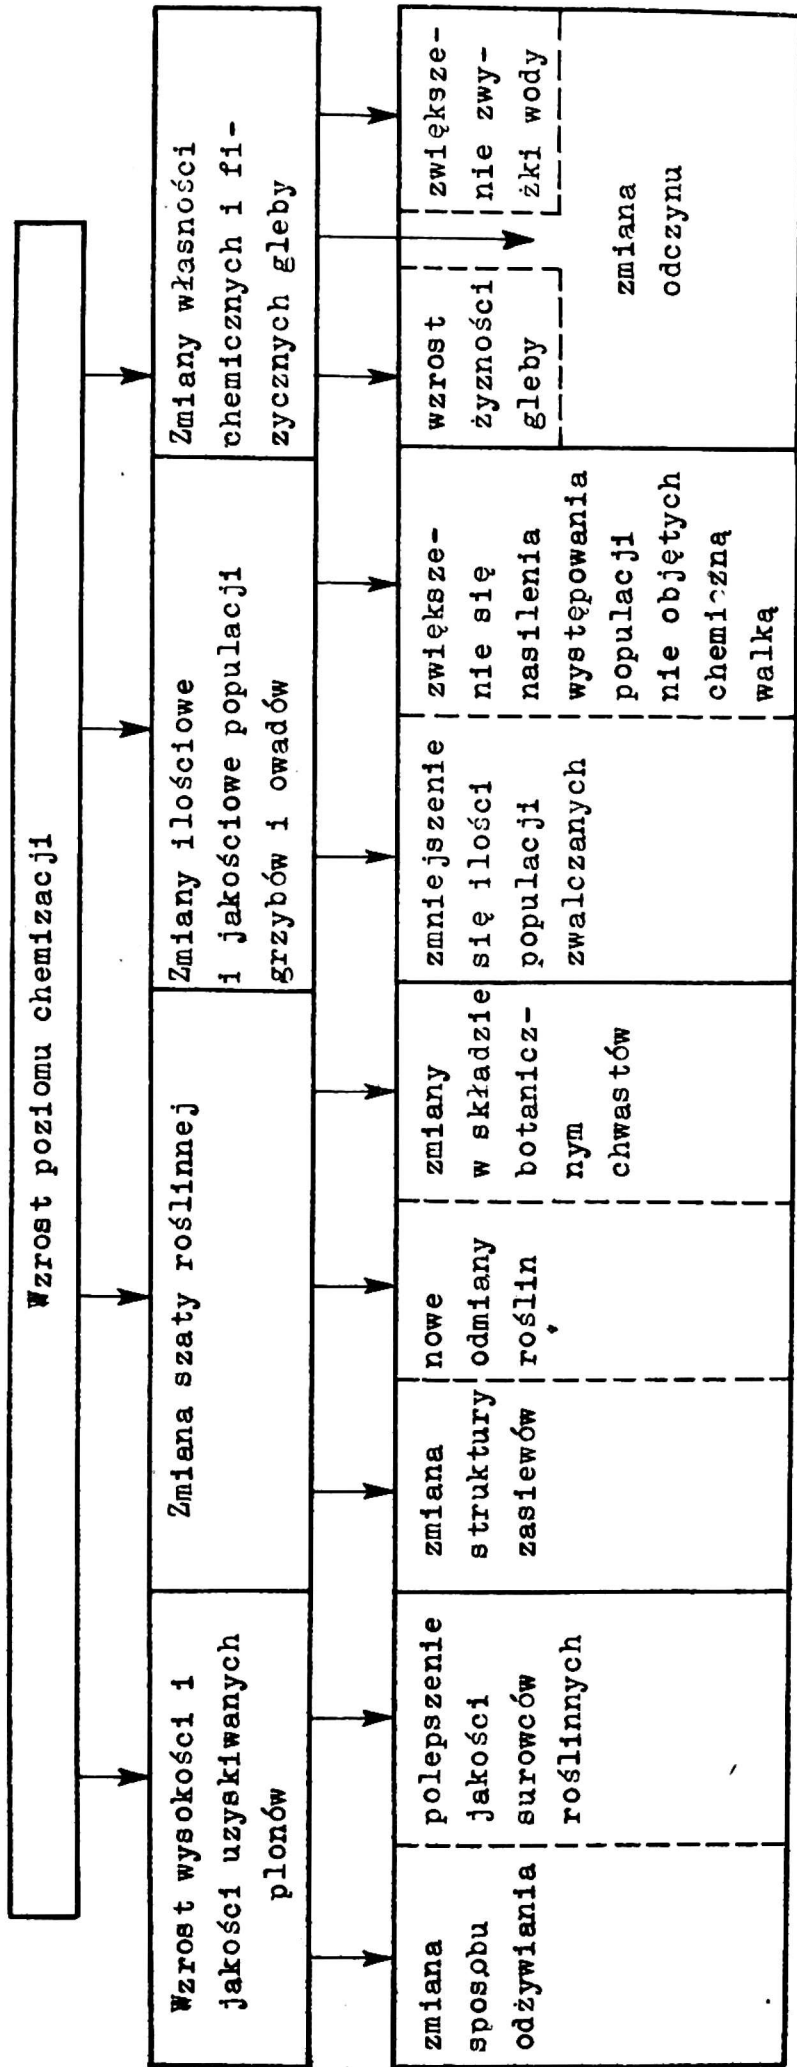 Wzrost poziomu chemizacji
Wzrost wysokości i
jakości uzyskiwanych
plonów
Zmiana szaty roślinnej
Zmiany ilościowe
i jakościowe populacji
grzybów i owadów
Zmiany własności
chemicznych i fi-
zycznych gleby
zmiana
sposobu
odżywiania
polepszenie
jakości
surowców
roślinnych
zmiana
struktury
zasiewów
nowe
odmiany
roślin
zmiany
w składzie
botanicz-
nym
chwastów
zmniejszenie
się ilości
populacji
zwalczanych
zwiększe-
nie się
nasilenia
występowania
populacji
nie objętych
chemiczną
walką
wzrost
żyzności
gleby
zwiększe-
nie zwy-
żki wody
zmiana
odczynu